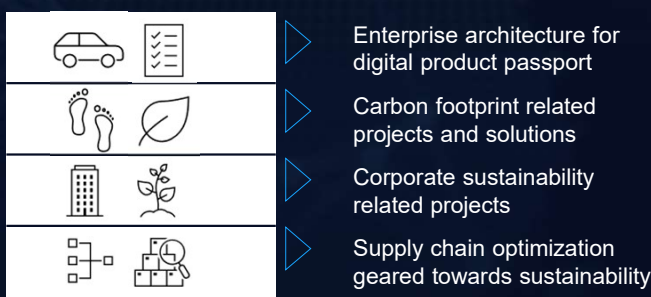 Enterprise architecture for
digital product passport
Carbon footprint related
projects and solutions
Corporate sustainability
related projects
Supply chain optimization
geared towards sustainability